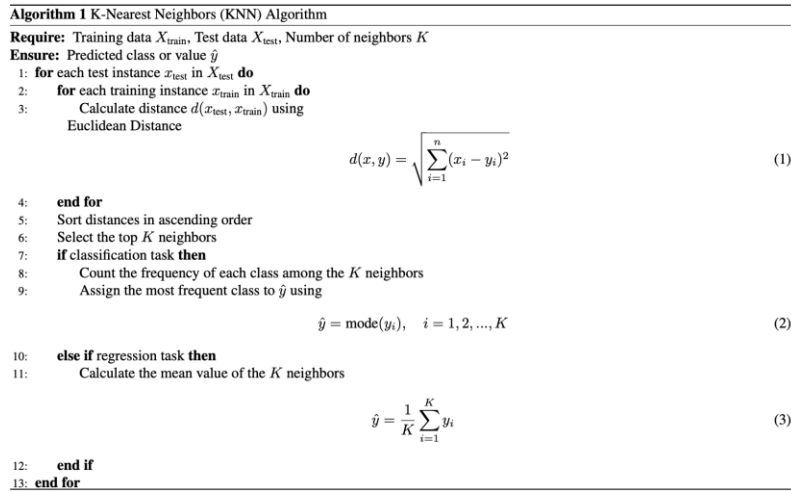 Algorithm 1 K-Nearest Neighbors (KNN) Algorithm
Require: Training data X_train, Test data X_test, Number of neighbors K
Ensure: Predicted class or value ŷ
1: for each test instance x_test in X_test do
2: for each training instance x_train in X_train do
3: Calculate distance d(x_test, x_train) using
Euclidean Distance
d(x, y) = √(∑_{i=1}^{n} (x_i − y_i)²) (1)
4: end for
5: Sort distances in ascending order
6: Select the top K neighbors
7: if classification task then
8: Count the frequency of each class among the K neighbors
9: Assign the most frequent class to ŷ using
ŷ = mode(y_i), i = 1, 2, ..., K (2)
10: else if regression task then
11: Calculate the mean value of the K neighbors
ŷ = 1/K ∑_{i=1}^{K} y_i (3)
12: end if
13: end for